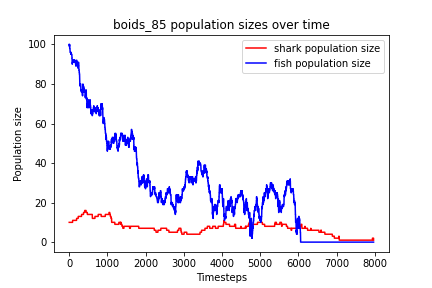 boids_85 population sizes over time
shark population size
fish population size
Population size
100
80
60
40
20
0
0 1000 2000 3000 4000 5000 6000 7000 8000
Timesteps